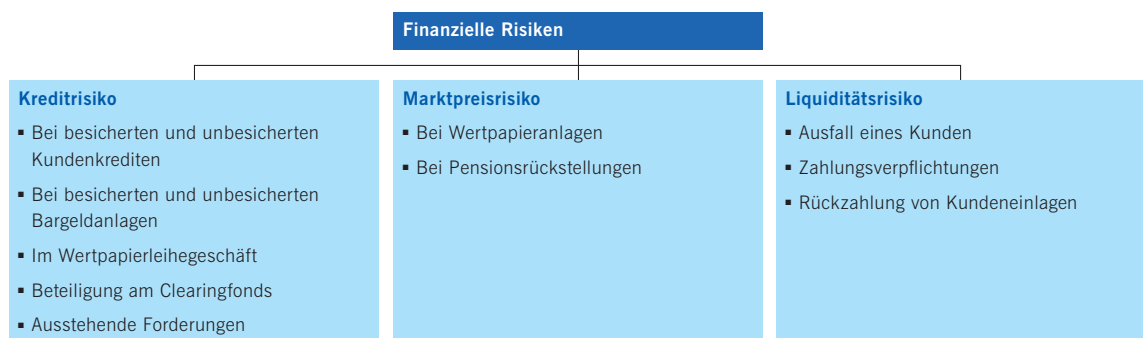 Finanzielle Risiken
Kreditrisiko
▪ Bei besicherten und unbesicherten
Kundenkrediten
▪ Bei besicherten und unbesicherten
Bargeldanlagen
▪ Im Wertpapierleihegeschäft
▪ Beteiligung am Clearingfonds
▪ Ausstehende Forderungen
Marktpreisrisiko
▪ Bei Wertpapieranlagen
▪ Bei Pensionsrückstellungen
Liquiditätsrisiko
▪ Ausfall eines Kunden
▪ Zahlungsverpflichtungen
▪ Rückzahlung von Kundeneinlagen